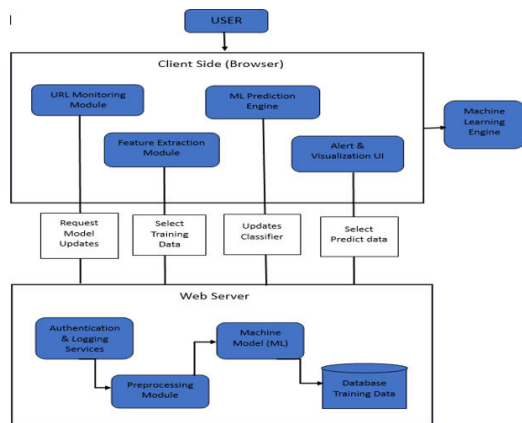 USER
Client Side (Browser)
URL Monitoring
Module
ML Prediction
Engine
Machine
Learning
Engine
Feature Extraction
Module
Alert &
Visualization UI
Request
Model
Updates
Select
Training
Data
Updates
Classifier
Select
Predict data
Web Server
Authentication
& Logging
Services
Machine
Model (ML)
Preprocessing
Module
Database
Training Data